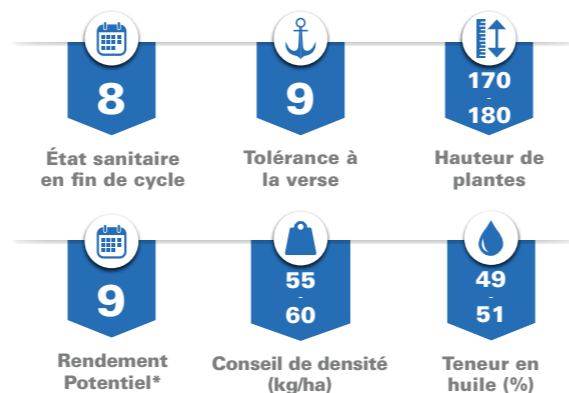 8
9
170
-
180
État sanitaire
en fin de cycle
Tolérance à
la verse
Hauteur de
plantes
9
55
-
60
49
-
51
Rendement
Potentiel*
Conseil de densité
(kg/ha)
Teneur en
huile (%)